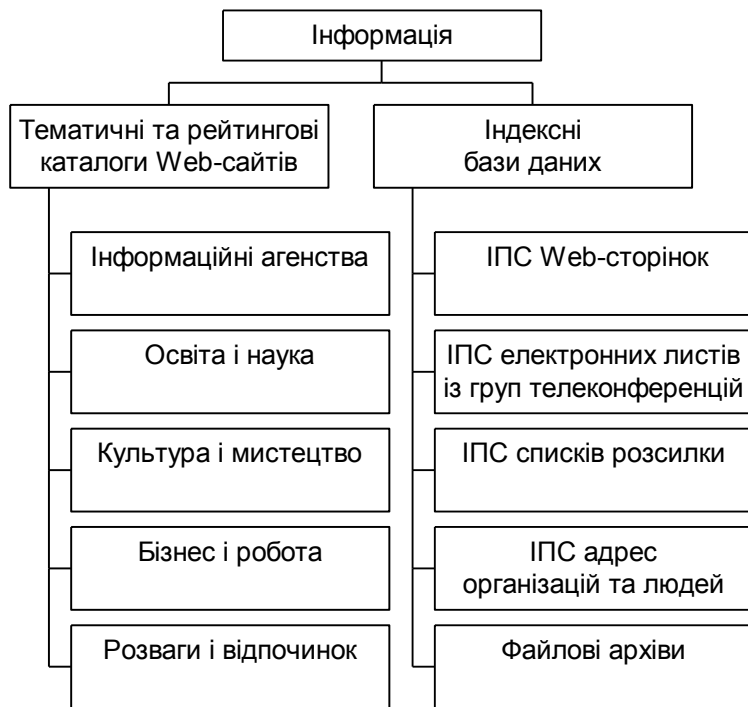 Інформація
Тематичні та рейтингові
каталоги Web-сайтів
Індексні
бази даних
Інформаційні агенства
Освіта і наука
Культура і мистецтво
Бізнес і робота
Розваги і відпочинок
ІПС Web-сторінок
ІПС електронних листів
із груп телеконференцій
ІПС списків розсилки
ІПС адрес
організацій та людей
Файлові архіви